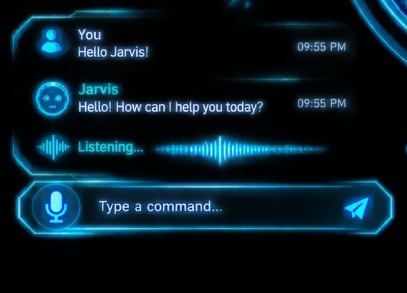 You
Hello Jarvis!
09:55 PM
Jarvis
Hello! How can I help you today?
09:55 PM
Listening...
Type a command...